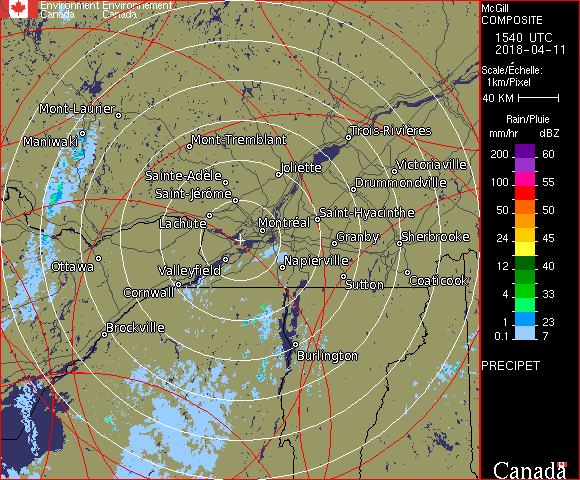 Environment Environnement
Canada Canada
Mont-Laurier
Maniwaki
Mont-Tremblant
Trois-Rivières
Sainte-Adèle
Joliette
Victoriaville
Drummondville
Saint-Jérôme
Lachute
Montréal
Saint-Hyacinthe
Granby
Sherbrooke
Ottawa
Valleyfield
Napierville
Cornwall
Sutton
Coaticook
Brockville
Burlington
McGill
COMPOSITE
1540 UTC
2018-04-11
Scale/Échelle:
1km/Pixel
40 KM
Rain/Pluie
mm/hr dBZ
200 60
55
100 55
50 50
24 45
31 
12 40
4 33
1 23
0.1 7
PRECIPET
Canada